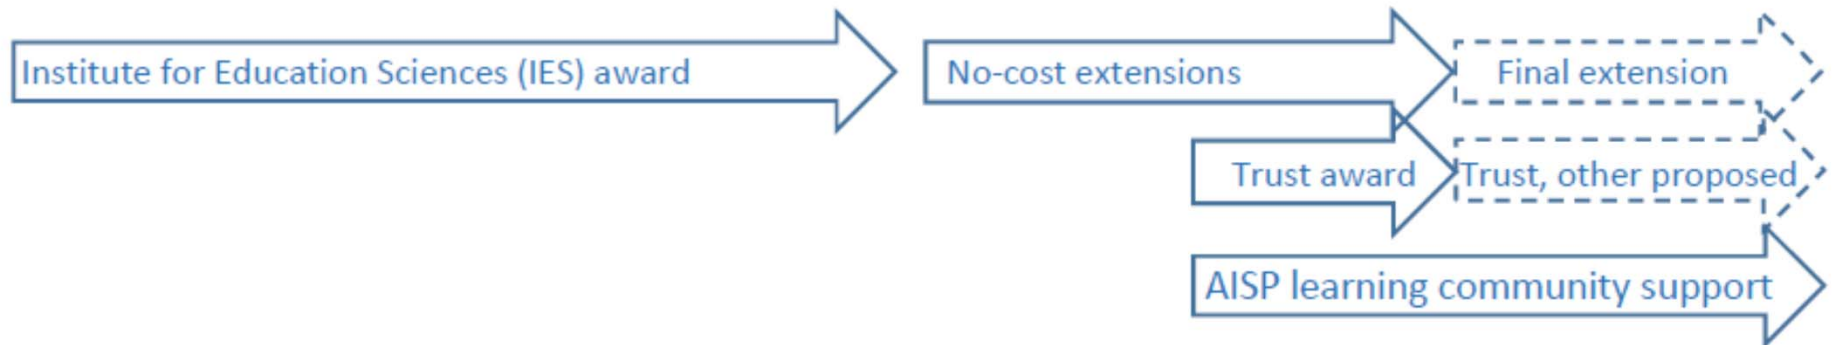 Institute for Education Sciences (IES) award
No-cost extensions
Final extension
Trust award
Trust, other proposed
AISP learning community support